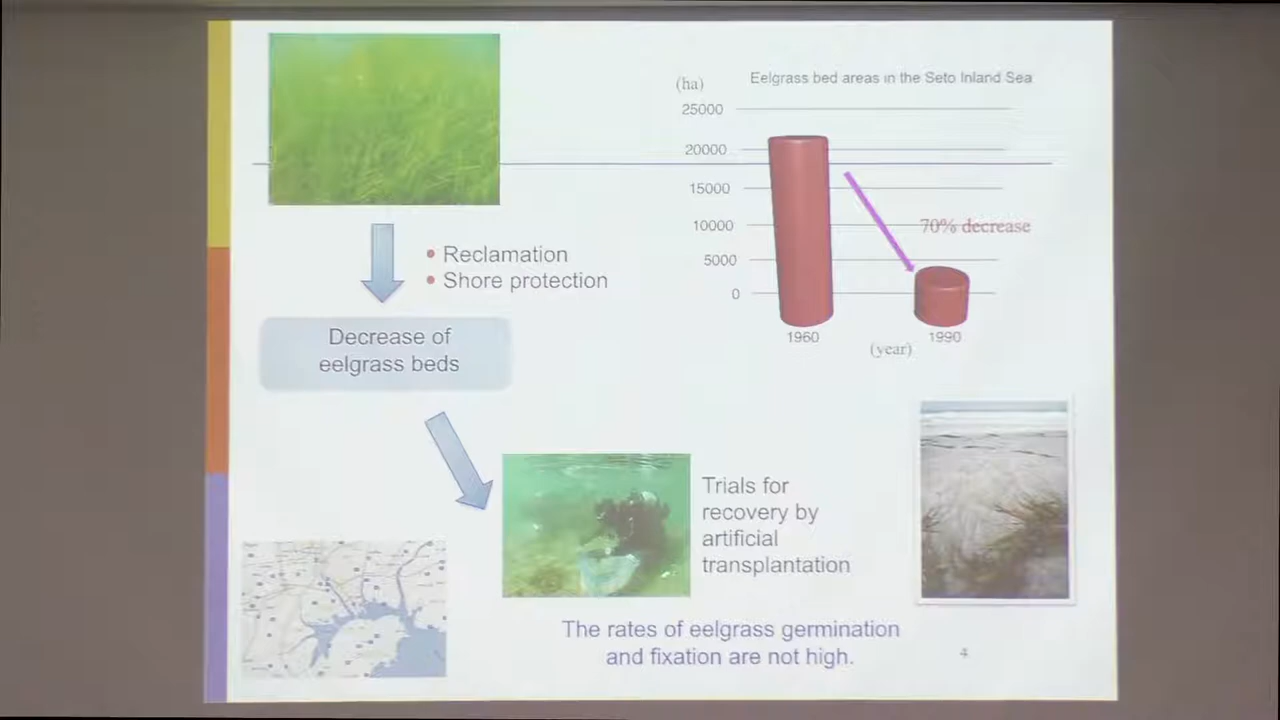 Eelgrass bed areas in the Seto Inland Sea
(ha)
25000
20000
15000
10000
5000
0
70% decrease
1960
1990
(year)
• Reclamation
• Shore protection
Decrease of
eelgrass beds
Trials for
recovery by
artificial
transplantation
The rates of eelgrass germination
and fixation are not high.
4